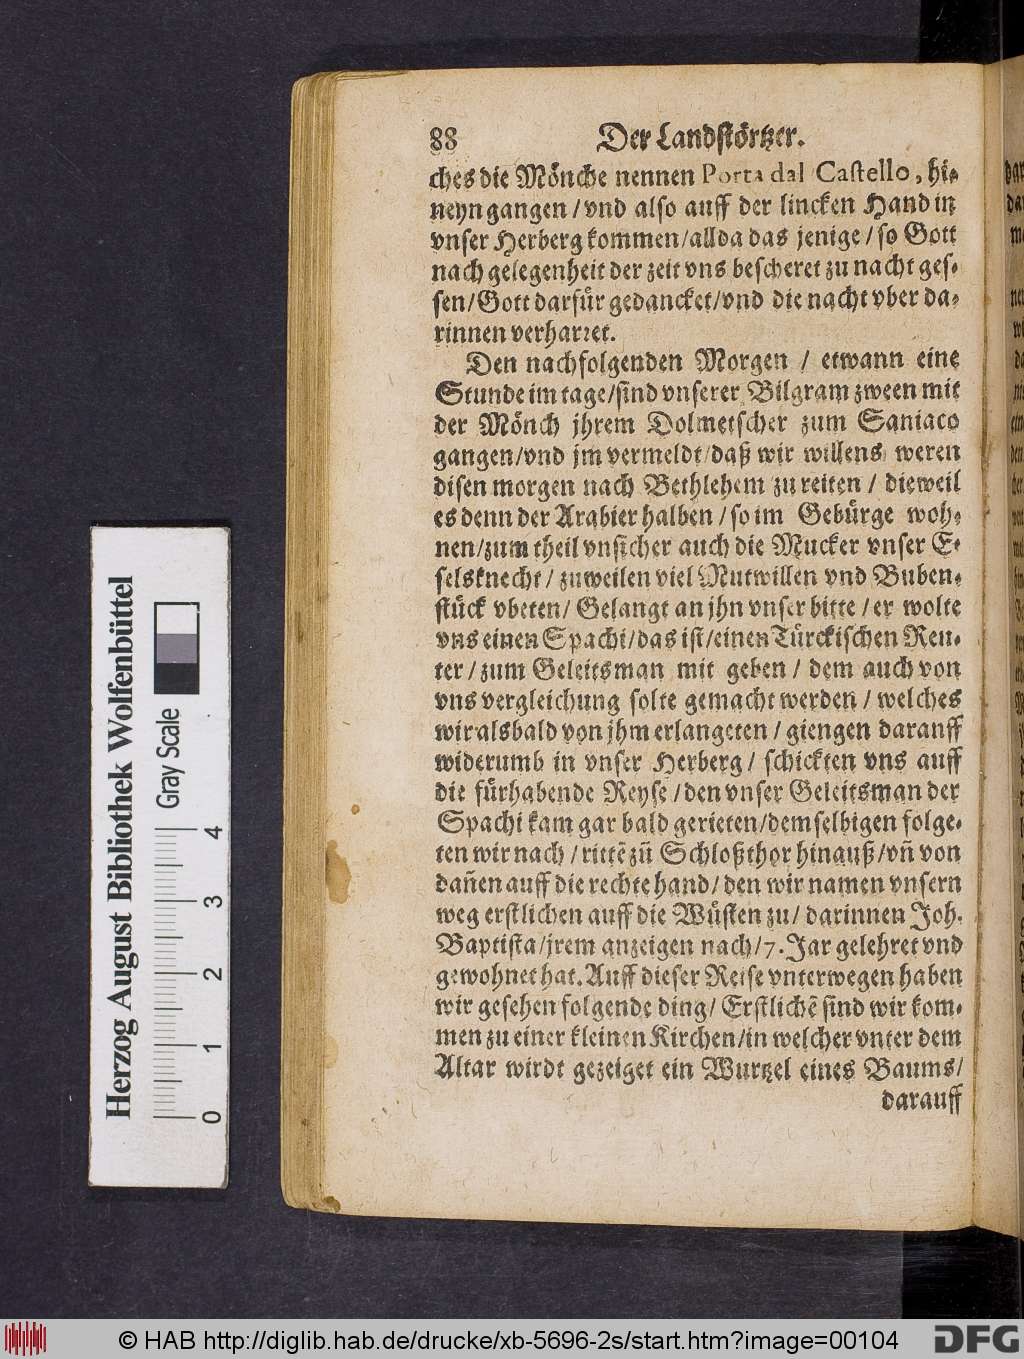 88 Der Landstörtzer.
ches die Mönche nennen Porta dal Castello, hi-
neyn gangen / vnd also auff der lincken Hand in
vnser Herberg kommen / allda das jenige / so Gott
nach gelegenheit der zeit vns bescheret zu nacht ges-
sen / Gott darfür gedancket / vnd die nacht vber da-
rinnen verharret.
Den nachfolgenden Morgen / etwann eine
Stunde im tage / sind vnserer Bilgram zween mit
der Mönch jhrem Dolmetscher zum Saniaco
gangen / vnd jm vermeldt / daß wir willens weren
disen morgen nach Bethlehem zu reiten / dieweil
es denn der Arabier halben / so im Gebürge woh-
nen / zum theil vnsicher auch die Mucker vnser E-
selsknecht / zuweilen viel Mutwillen vnd Buben-
stück vbeten / Gelangt an jhn vnser bitte / er wolte
vns einen Spachi / das ist / einen Türckischen Reu-
ter / zum Geleitsman mit geben / dem auch von
vns vergleichung solte gemacht werden / welches
wir alsbald von jhm erlangeten / giengen darauff
widerumb in vnser Herberg / schickten vns auff
die fürhabende Reyse / den vnser Geleitsman der
Spachi kam gar bald gerieten / demselbigen folge-
ten wir nach / rittē zū Schloßthor hinauß / vn̄ von
dan̄en auff die rechte hand / den wir namen vnsern
weg erstlichen auff die Wüsten zu / darinnen Joh.
Baptista / jrem anzeigen nach / 7. Jar gelehret vnd
gewohnet hat. Auff dieser Reise vnterwegen haben
wir gesehen folgende ding / Erstlichē sind wir kom-
men zu einer kleinen Kirchen / in welcher vnter dem
Altar wirdt gezeiget ein Wurtzel eines Baums /
darauff
Herzog August Bibliothek Wolfenbüttel
Gray Scale
0 1 2 3 4
© HAB http://diglib.hab.de/drucke/xb-5696-2s/start.htm?image=00104
DFG